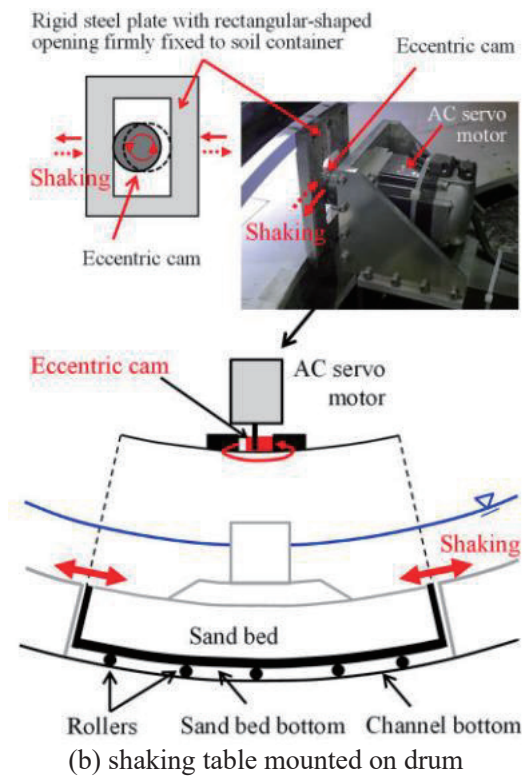 Rigid steel plate with rectangular-shaped
opening firmly fixed to soil container
Eccentric cam
AC servo
motor
Shaking
Shaking
Eccentric cam
Eccentric cam
AC servo
motor
Shaking
Sand bed
Rollers
Sand bed bottom
Channel bottom
(b) shaking table mounted on drum